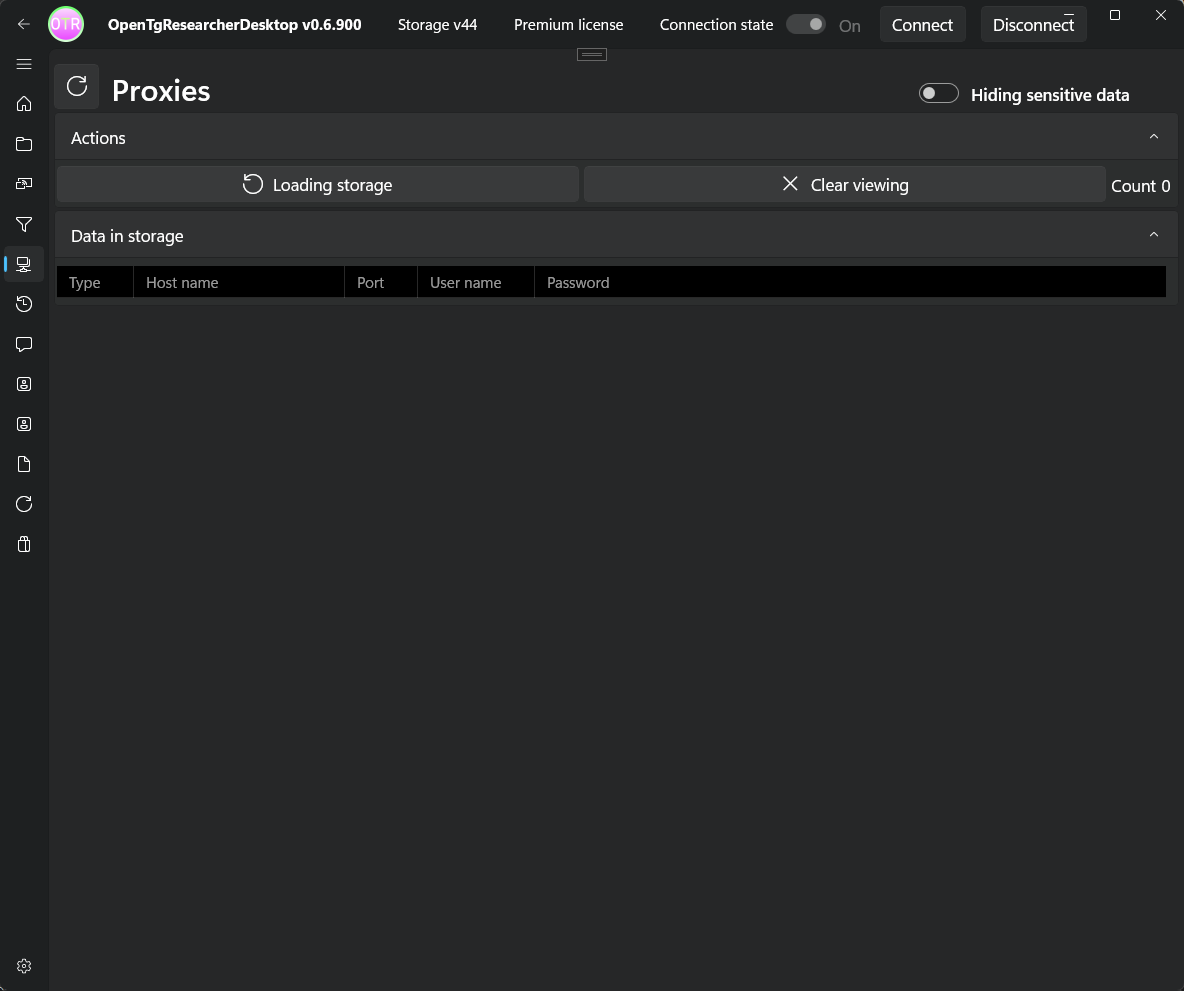 OTR OpenTgResearcherDesktop v0.6.900 Storage v44 Premium license Connection state On Connect Disconnect
Proxies Hiding sensitive data
Actions
Loading storage Clear viewing Count 0
Data in storage
Type Host name Port User name Password